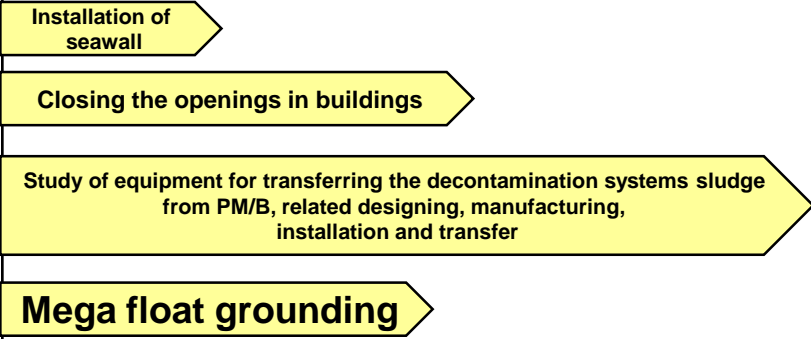 Installation of
seawall
Closing the openings in buildings
Study of equipment for transferring the decontamination systems sludge
from PM/B, related designing, manufacturing,
installation and transfer
Mega float grounding